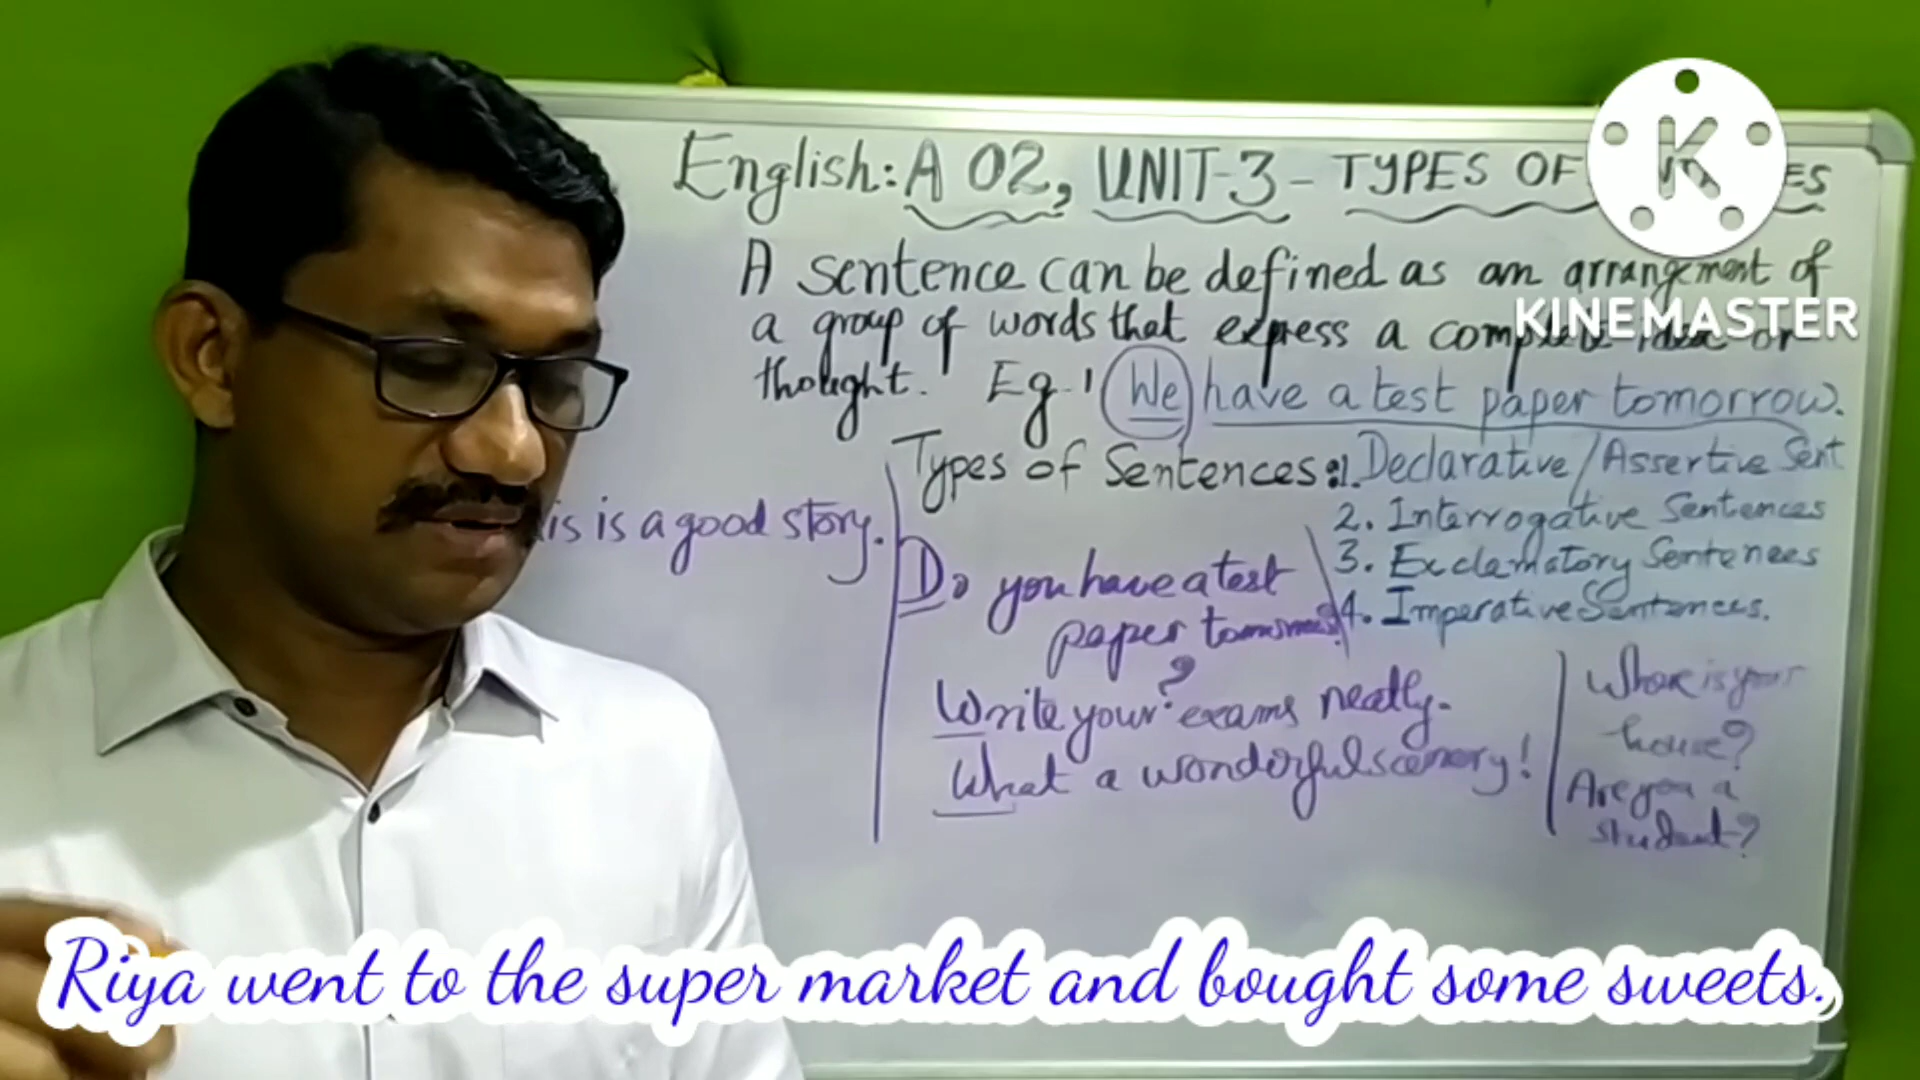 English: A 02, UNIT-3 - TYPES OF
A sentence can be defined as an arrangement of
a group of words that express a complete idea or
thought. Eg-1 We have a test paper tomorrow.
Types of Sentences: 1. Declarative/Assertive Sent
2. Interrogative Sentences
3. Exclamatory Sentences
4. Imperative Sentences.
is is a good story.
Do you have a test
paper
?
Write your exams neatly.
What a wonderful scenery!
Where is your
house?
Are you a
student?
KINEMASTER
Riya went to the super market and bought some sweets.